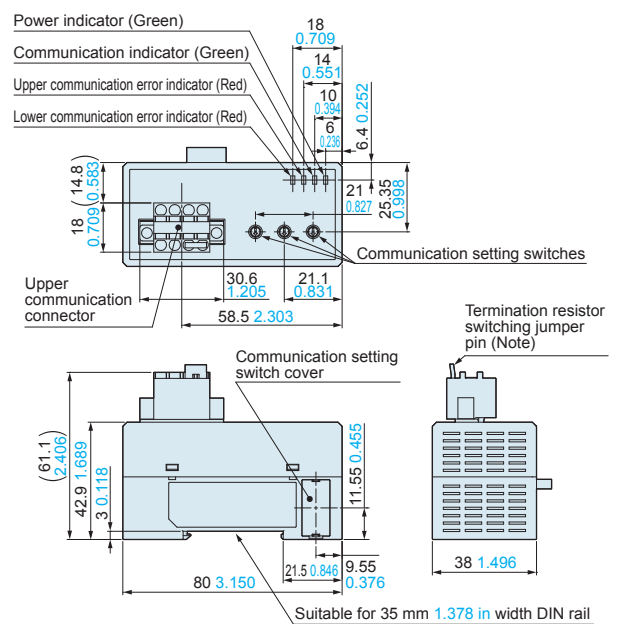 Power indicator (Green)
Communication indicator (Green)
Upper communication error indicator (Red)
Lower communication error indicator (Red)
18
0.709
14
0.551
10
0.394
6
0.236
6.4 0.252
(14.8)
0.583
18
0.709
21
0.827
25.35
0.998
Communication setting switches
Upper
communication
connector
30.6
1.205
21.1
0.831
58.5 2.303
Termination resistor
switching jumper
pin (Note)
Communication setting
switch cover
(61.1)
2.406
42.9 1.689
3 0.118
11.55 0.455
21.5 0.846
9.55
0.376
80 3.150
38 1.496
Suitable for 35 mm 1.378 in width DIN rail